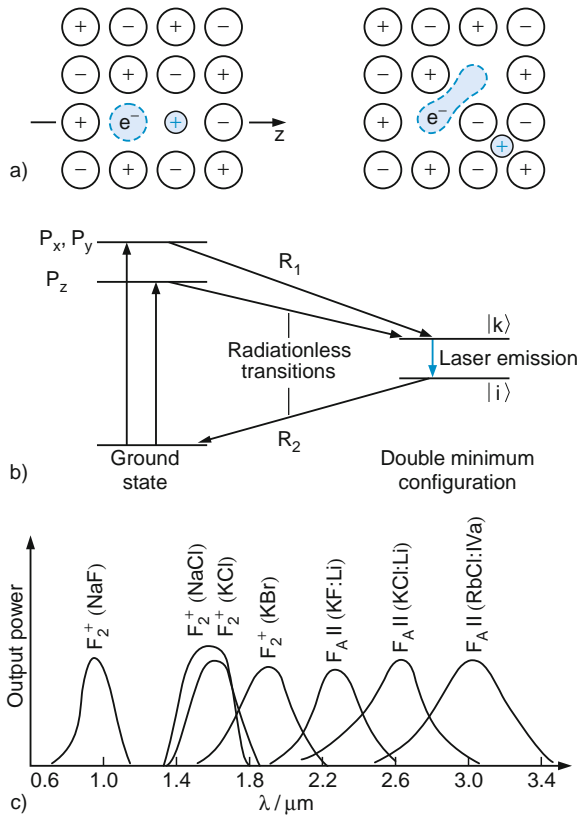 + − + − + − + −
− + − + − + +
+ e⁻ + − z + e⁻ − −
+
a) − + − + − + − +
Pₓ, Pᵧ
R₁
P_z
|k⟩
Radiationless
transitions
Laser emission
|i⟩
R₂
Ground
state
Double minimum
configuration
b)
Output power
F₂⁺ (NaF)
F₂⁺ (NaCl)
F₂⁺ (KCl)
F₂⁺ (KBr)
F_A II (KF:Li)
F_A II (KCl:Li)
F_A II (RbCl:IVa)
0.6 1.0 1.4 1.8 2.2 2.6 3.0 3.4
c) λ / µm